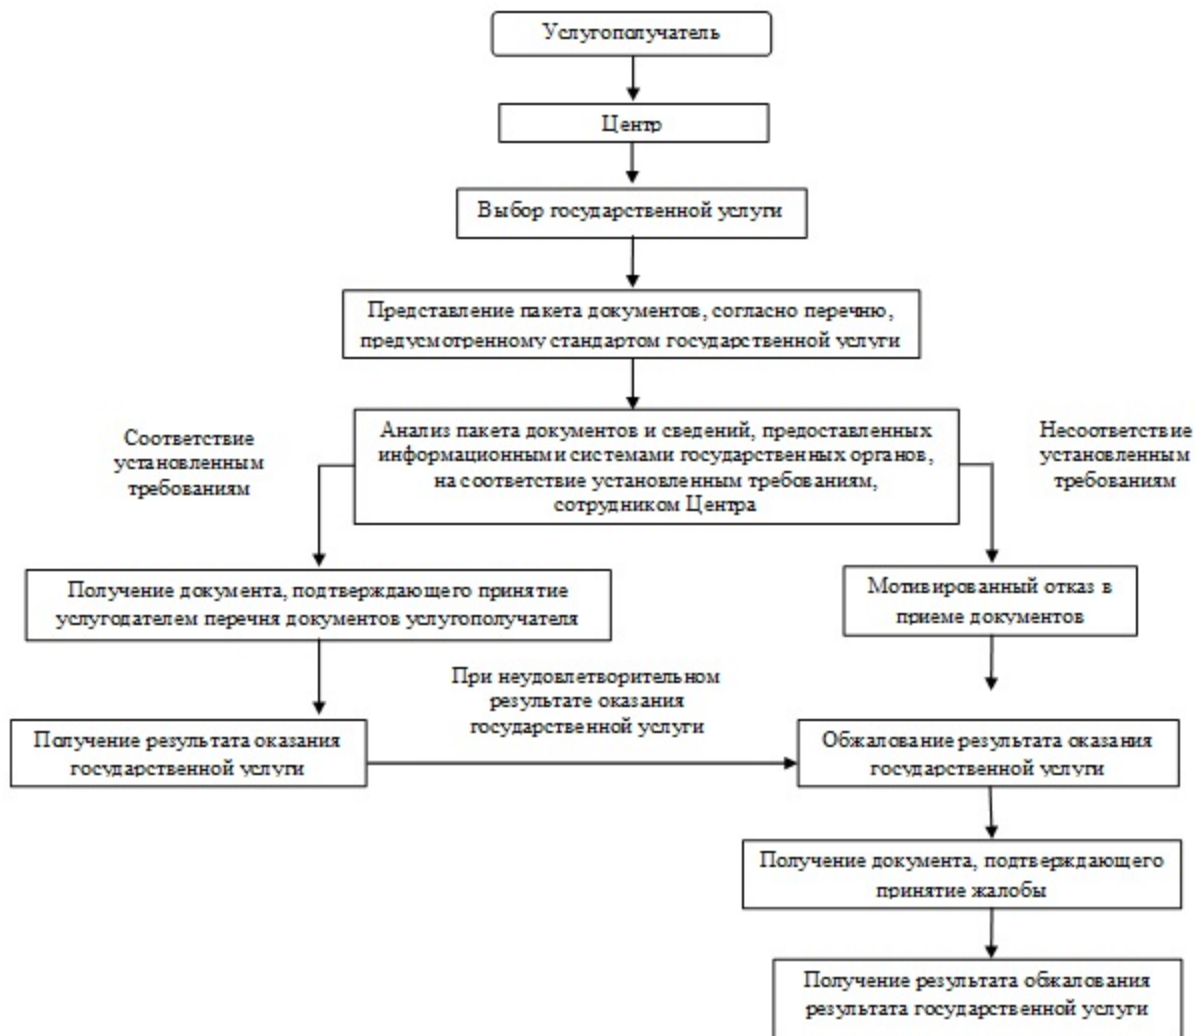 Услугополучатель
Центр
Выбор государственной услуги
Представление пакета документов, согласно перечню,
предусмотренному стандартом государственной услуги
Соответствие
установленным
требованиям
Анализ пакета документов и сведений, предоставленных
информационными системами государственных органов,
на соответствие установленным требованиям,
сотрудником Центра
Несоответствие
установленным
требованиям
Получение документа, подтверждающего принятие
услугодателем перечня документов услугополучателя
Мотивированный отказ в
приеме документов
При неудовлетворительном
результате оказания
государственной услуги
Получение результата оказания
государственной услуги
Обжалование результата оказания
государственной услуги
Получение документа, подтверждающего
принятие жалобы
Получение результата обжалования
результата государственной услуги